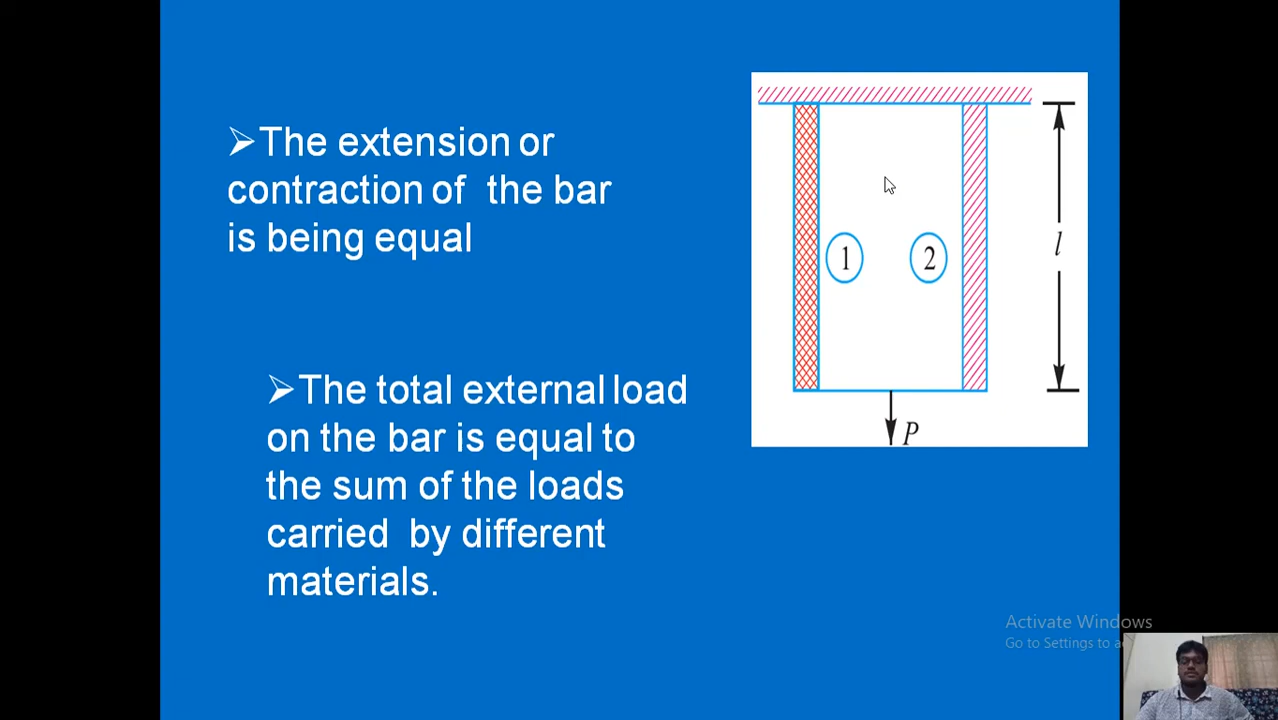 ➢The extension or
contraction of the bar
is being equal
➢The total external load
on the bar is equal to
the sum of the loads
carried by different
materials.
1
2
l
P
Activate Windows
Go to Settings to a